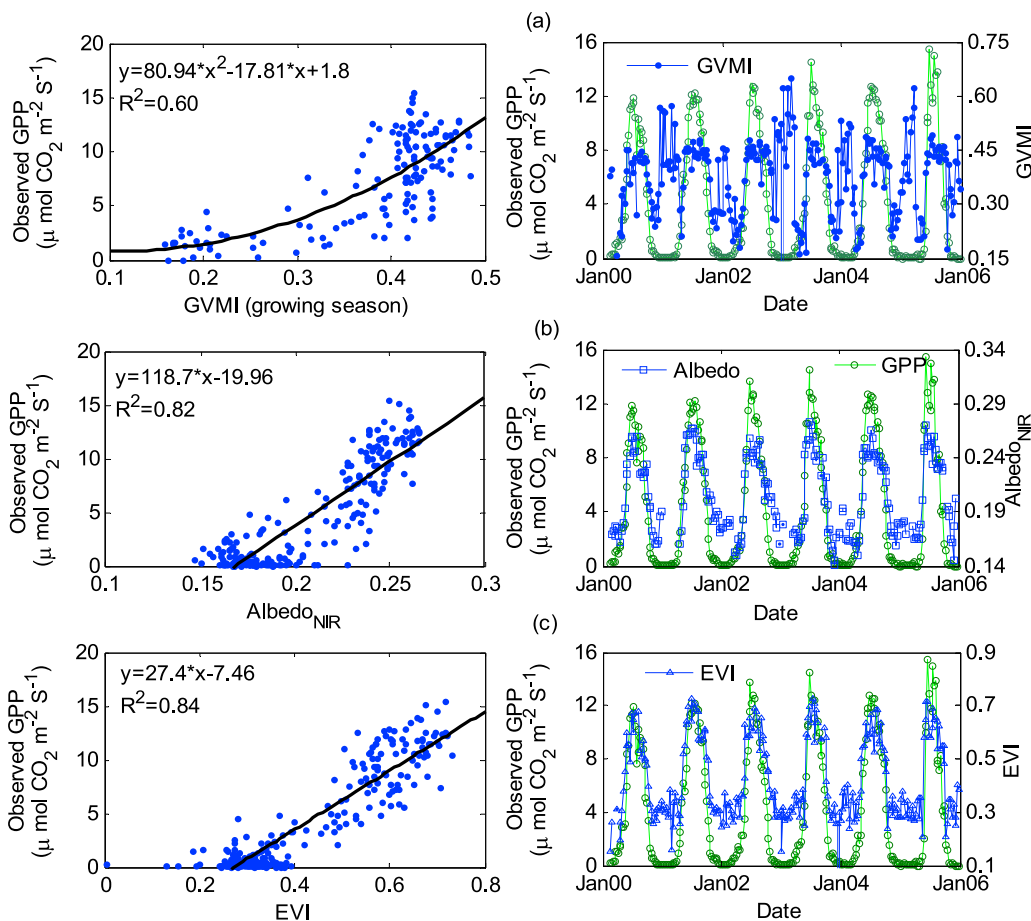 (a)
20
15
10
5
0
Observed GPP
(μ mol CO₂ m⁻² S⁻¹)
y=80.94*x²-17.81*x+1.8
R²=0.60
0.1 0.2 0.3 0.4 0.5
GVMI (growing season)
16
12
8
4
0
Observed GPP
(μ mol CO₂ m⁻² S⁻¹)
GVMI
0.75
0.60
0.45
0.30
0.15
GVMI
Jan00 Jan02 Jan04 Jan06
Date
(b)
20
15
10
5
0
Observed GPP
(μ mol CO₂ m⁻² S⁻¹)
y=118.7*x-19.96
R²=0.82
0.1 0.15 0.2 0.25 0.3
Albedo_NIR
16
12
8
4
0
Observed GPP
(μ mol CO₂ m⁻² S⁻¹)
Albedo GPP
0.34
0.29
0.24
0.19
0.14
Albedo_NIR
Jan00 Jan02 Jan04 Jan06
Date
(c)
20
15
10
5
0
Observed GPP
(μ mol CO₂ m⁻² S⁻¹)
y=27.4*x-7.46
R²=0.84
0 0.2 0.4 0.6 0.8
EVI
16
12
8
4
0
Observed GPP
(μ mol CO₂ m⁻² S⁻¹)
EVI
0.9
0.7
0.5
0.3
0.1
EVI
Jan00 Jan02 Jan04 Jan06
Date